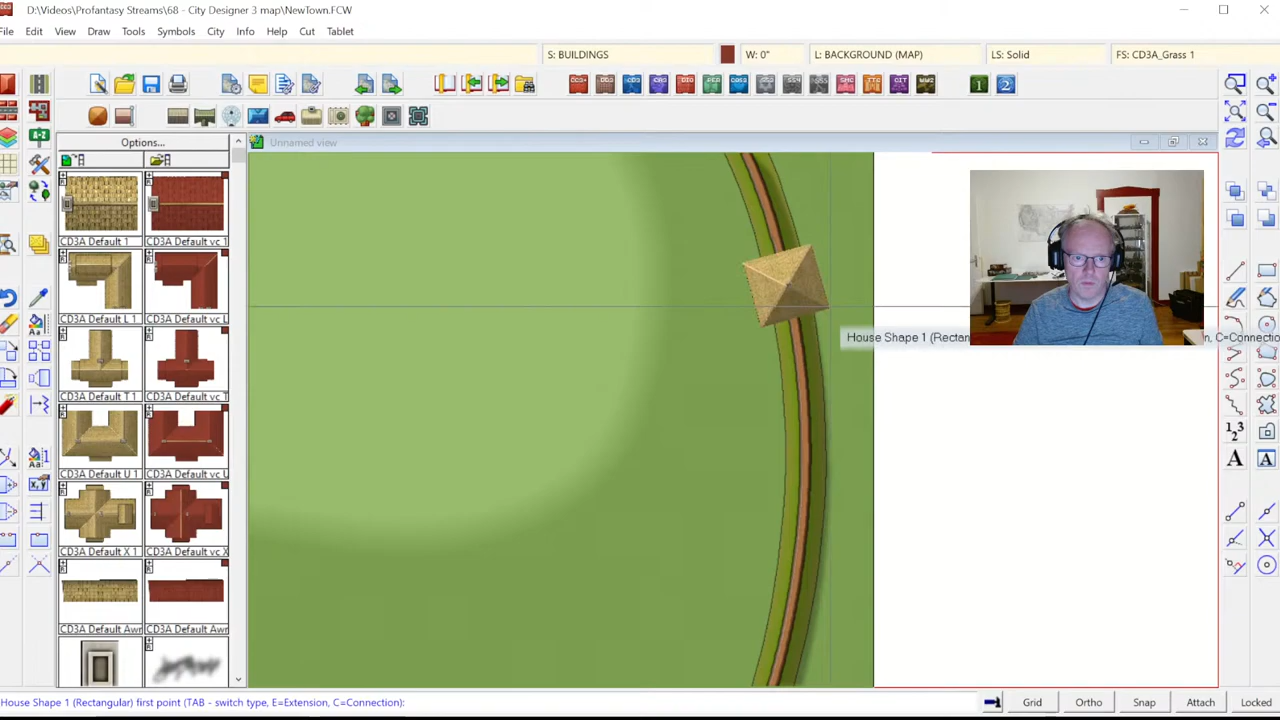 D:\Videos\Profantasy Streams\68 - City Designer 3 map\NewTown.FCW
File Edit View Draw Tools Symbols City Info Help Cut Tablet
S: BUILDINGS W: 0" L: BACKGROUND (MAP) LS: Solid FS: CD3A_Grass 1
Options... Unnamed view
CD3A Default 1 CD3A Default vc 1
CD3A Default L 1 CD3A Default vc L
CD3A Default T 1 CD3A Default vc T
House Shape 1 (Rectan n, C=Connectio
CD3A Default U 1 CD3A Default vc U
CD3A Default X 1 CD3A Default vc X
CD3A Default Awr CD3A Default Awr
House Shape 1 (Rectangular) first point (TAB - switch type, E=Extension, C=Connection): Grid Ortho Snap Attach Locked